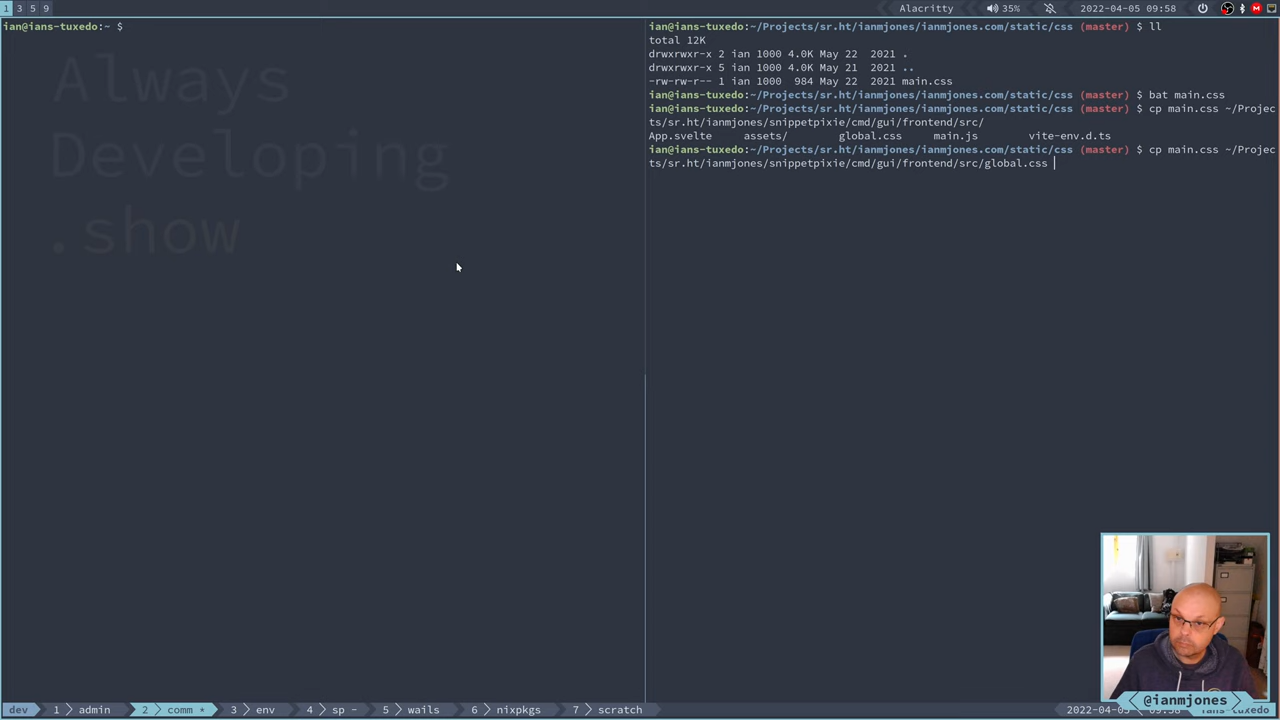 1 3 5 9
Alacritty
35%
2022-04-05 09:58
ian@ians-tuxedo:~ $
Always
Developing
.show
ian@ians-tuxedo:~/Projects/sr.ht/ianmjones/ianmjones.com/static/css (master) $ ll
total 12K
drwxrwxr-x 2 ian 1000 4.0K May 22  2021 .
drwxrwxr-x 5 ian 1000 4.0K May 21  2021 ..
-rw-rw-r-- 1 ian 1000  984 May 22  2021 main.css
ian@ians-tuxedo:~/Projects/sr.ht/ianmjones/ianmjones.com/static/css (master) $ bat main.css
ian@ians-tuxedo:~/Projects/sr.ht/ianmjones/ianmjones.com/static/css (master) $ cp main.css ~/Projec
ts/sr.ht/ianmjones/snippetpixie/cmd/gui/frontend/src/
App.svelte assets/ global.css main.js vite-env.d.ts
ian@ians-tuxedo:~/Projects/sr.ht/ianmjones/ianmjones.com/static/css (master) $ cp main.css ~/Projec
ts/sr.ht/ianmjones/snippetpixie/cmd/gui/frontend/src/global.css
@ianmjones
dev 1 admin 2 comm * 3 env 4 sp - 5 wails 6 nixpkgs 7 scratch